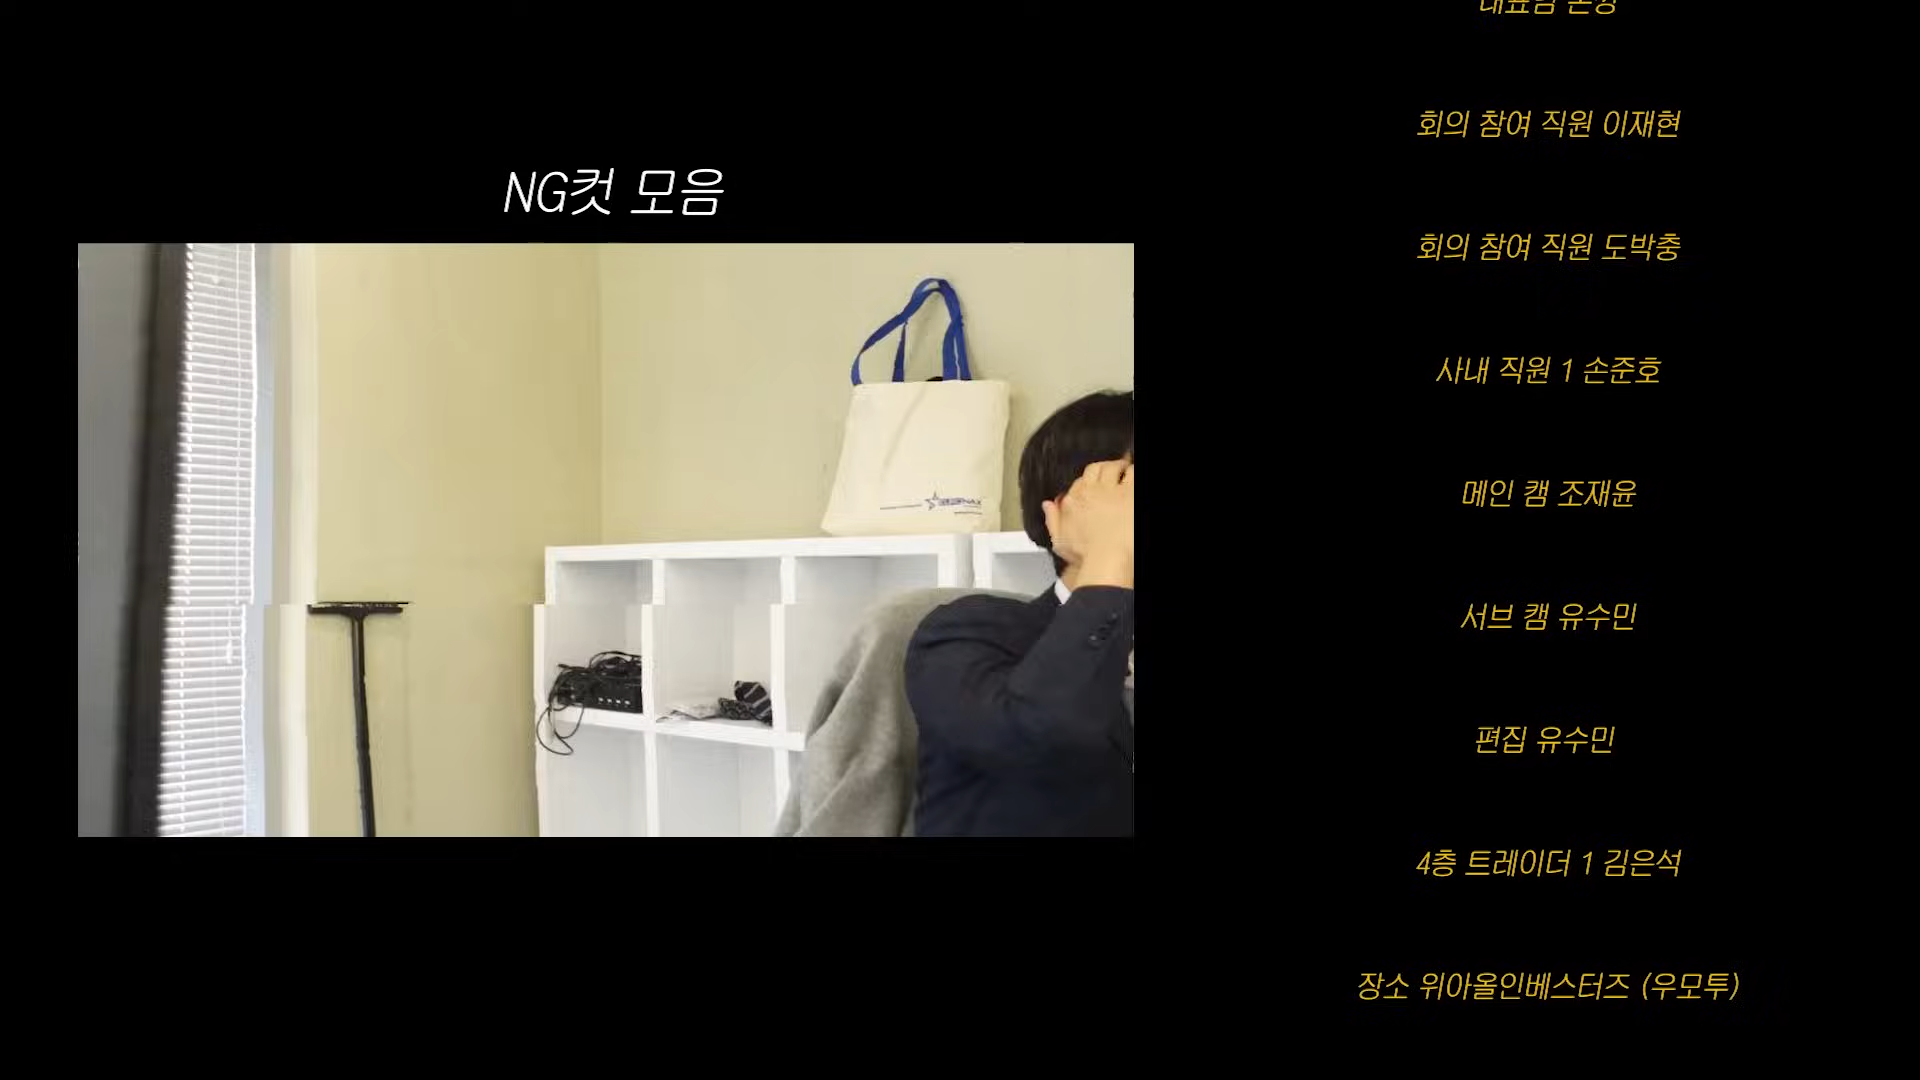 NG컷 모음
회의 참여 직원 이재현
회의 참여 직원 도박충
사내 직원 1 손준호
메인 캠 조재윤
서브 캠 유수민
편집 유수민
4층 트레이더 1 김은석
장소 위아올인베스터즈 (우모투)